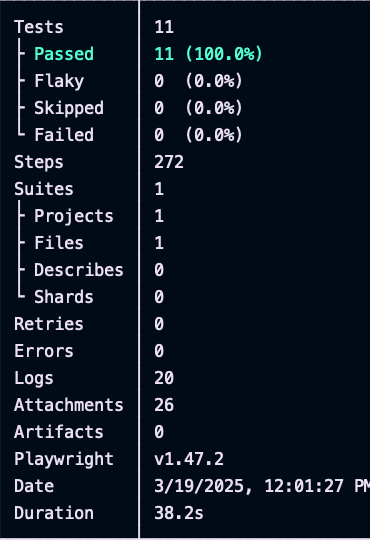 Tests 11
Passed 11 (100.0%)
Flaky 0 (0.0%)
Skipped 0 (0.0%)
Failed 0 (0.0%)
Steps 272
Suites 1
Projects 1
Files 1
Describes 0
Shards 0
Retries 0
Errors 0
Logs 20
Attachments 26
Artifacts 0
Playwright v1.47.2
Date 3/19/2025, 12:01:27 PM
Duration 38.2s